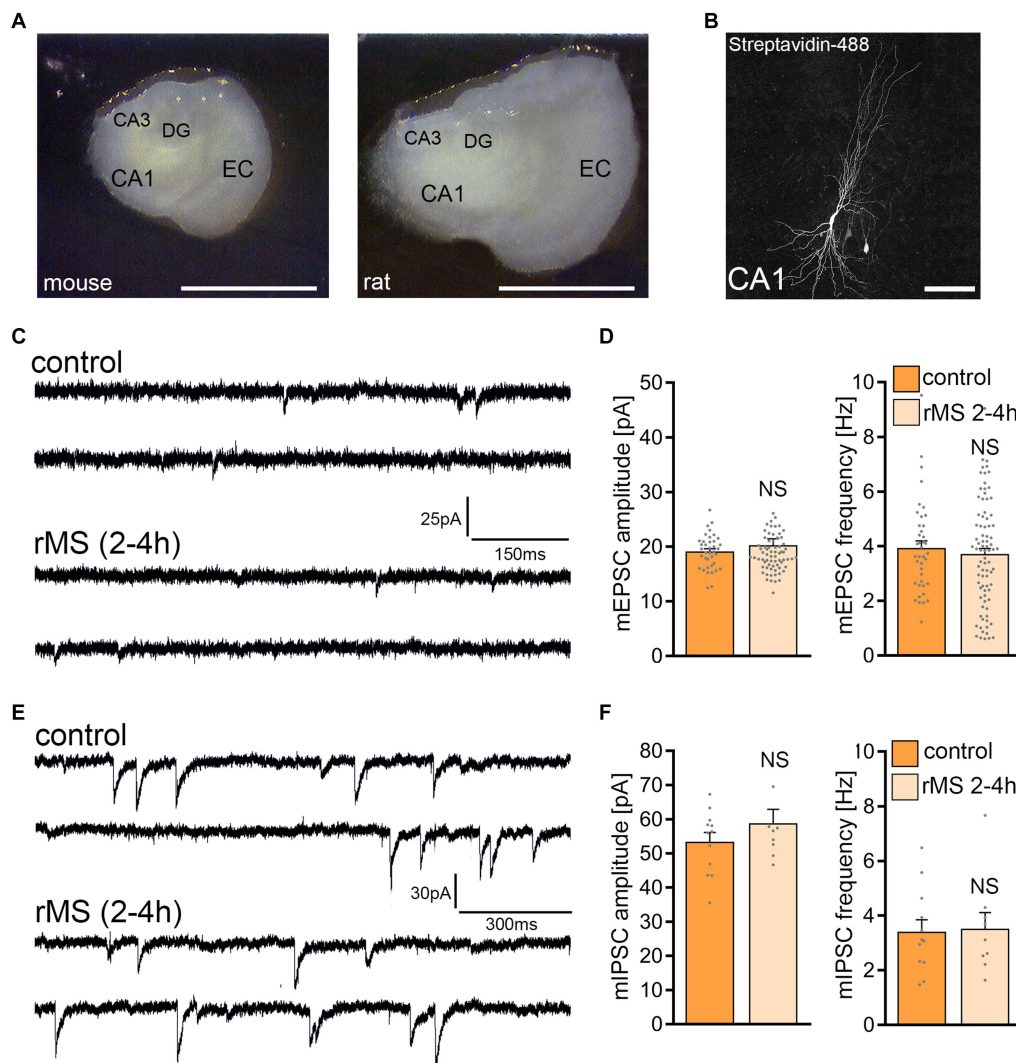 A
CA3
DG
CA1
EC
mouse
CA3
DG
CA1
EC
rat
B
Streptavidin-488
CA1
C
control
25pA
150ms
rMS (2-4h)
D
mEPSC amplitude [pA]
50
40
30
20
10
0
NS
mEPSC frequency [Hz]
10
8
6
4
2
0
control
rMS 2-4h
NS
E
control
30pA
300ms
rMS (2-4h)
F
mIPSC amplitude [pA]
80
70
60
50
40
30
20
10
0
NS
mIPSC frequency [Hz]
10
8
6
4
2
0
control
rMS 2-4h
NS